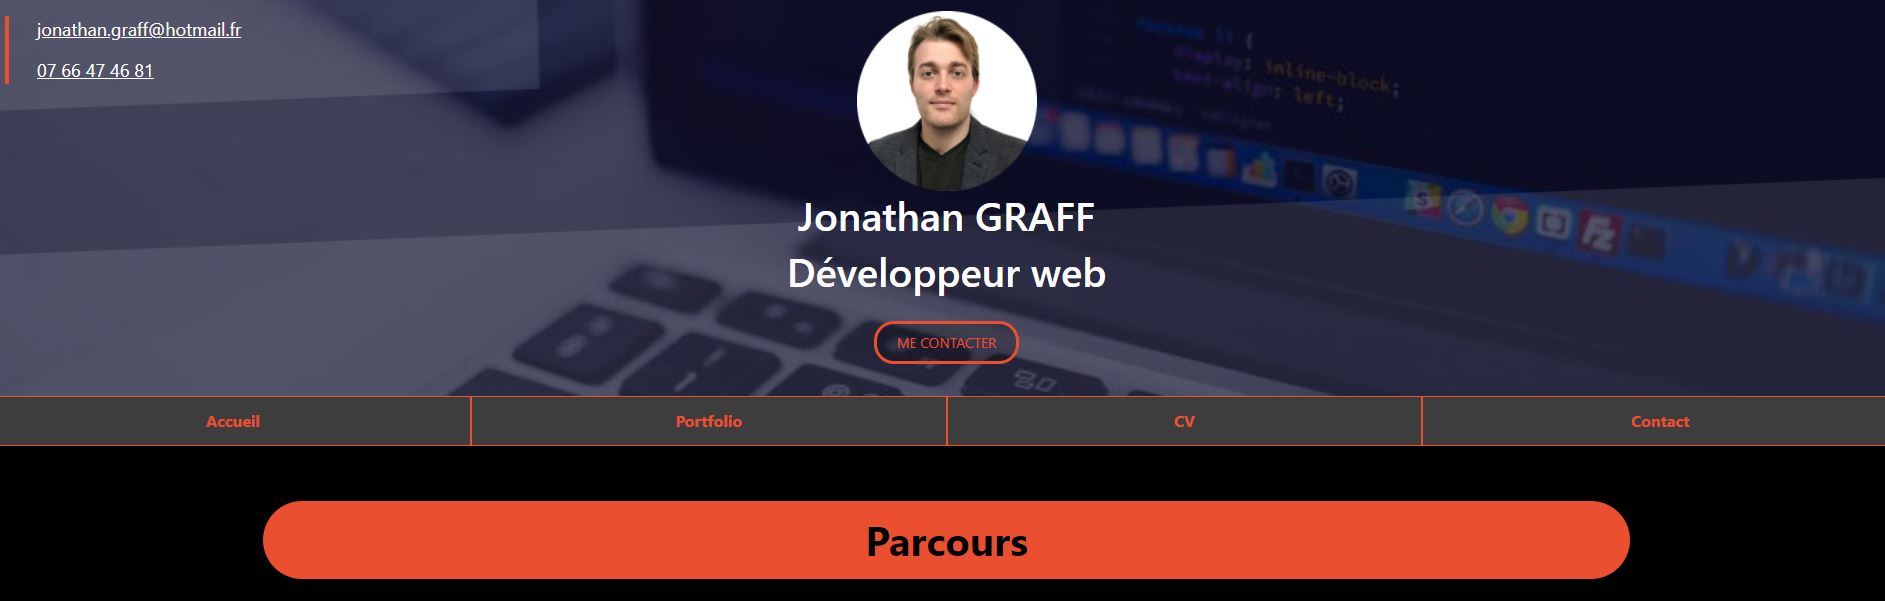 jonathan.graff@hotmail.fr
07 66 47 46 81
display: inline-block;
text-align: left;
Jonathan GRAFF
Développeur web
ME CONTACTER
Accueil
Portfolio
CV
Contact
Parcours